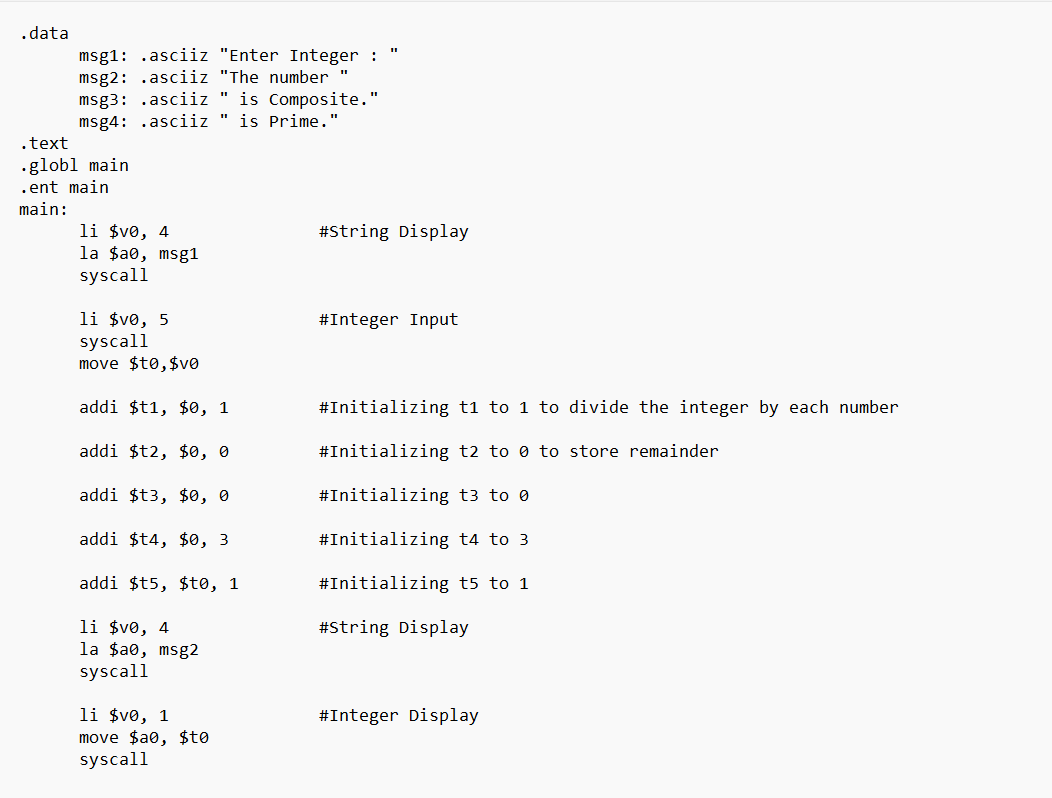 .data
      msg1: .asciiz "Enter Integer : "
      msg2: .asciiz "The number "
      msg3: .asciiz " is Composite."
      msg4: .asciiz " is Prime."
.text
.globl main
.ent main
main:
      li $v0, 4               #String Display
      la $a0, msg1
      syscall

      li $v0, 5               #Integer Input
      syscall
      move $t0,$v0

      addi $t1, $0, 1         #Initializing t1 to 1 to divide the integer by each number

      addi $t2, $0, 0         #Initializing t2 to 0 to store remainder

      addi $t3, $0, 0         #Initializing t3 to 0

      addi $t4, $0, 3         #Initializing t4 to 3

      addi $t5, $t0, 1        #Initializing t5 to 1

      li $v0, 4               #String Display
      la $a0, msg2
      syscall

      li $v0, 1               #Integer Display
      move $a0, $t0
      syscall